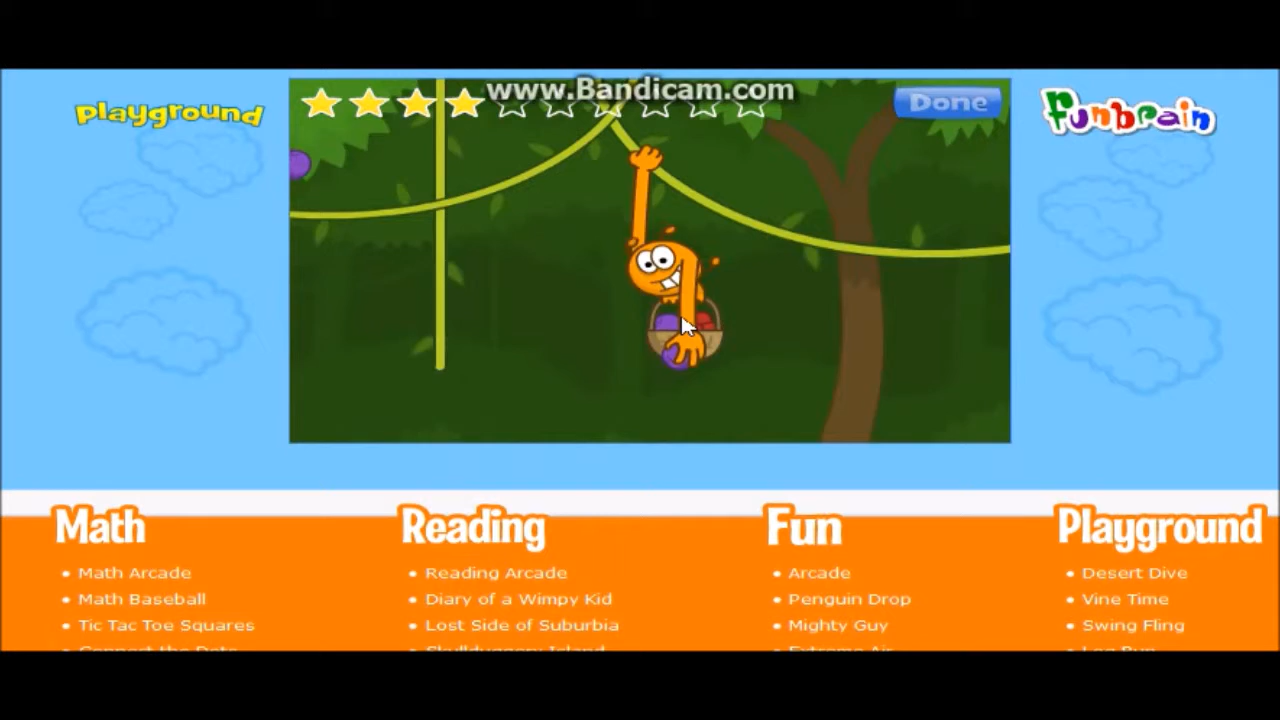 www.Bandicam.com
Playground
Done
Funbrain
Math
Reading
Fun
Playground
• Math Arcade
• Reading Arcade
• Arcade
• Desert Dive
• Math Baseball
• Diary of a Wimpy Kid
• Penguin Drop
• Vine Time
• Tic Tac Toe Squares
• Lost Side of Suburbia
• Mighty Guy
• Swing Fling